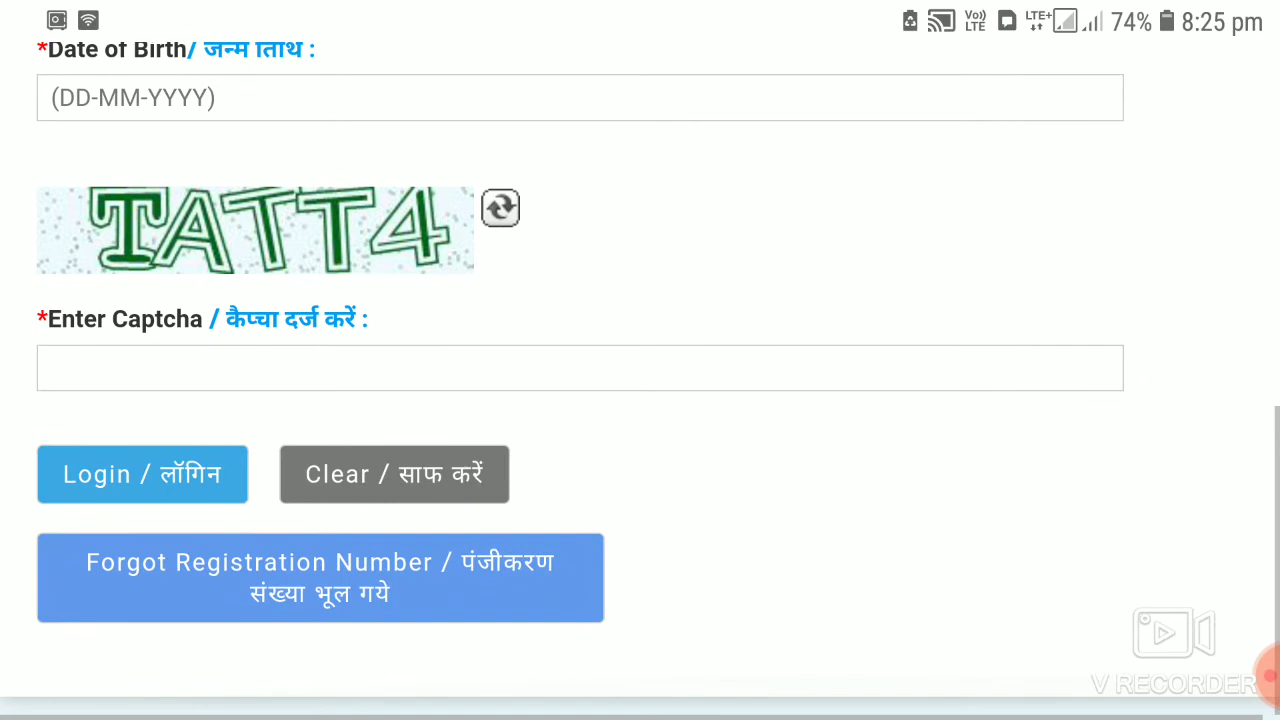 74% 8:25 pm
*Date of Birth/ जन्म तिथि :
(DD-MM-YYYY)
TATT4
*Enter Captcha / कैप्चा दर्ज करें :
Login / लॉगिन
Clear / साफ करें
Forgot Registration Number / पंजीकरण
संख्या भूल गये
V RECORDER